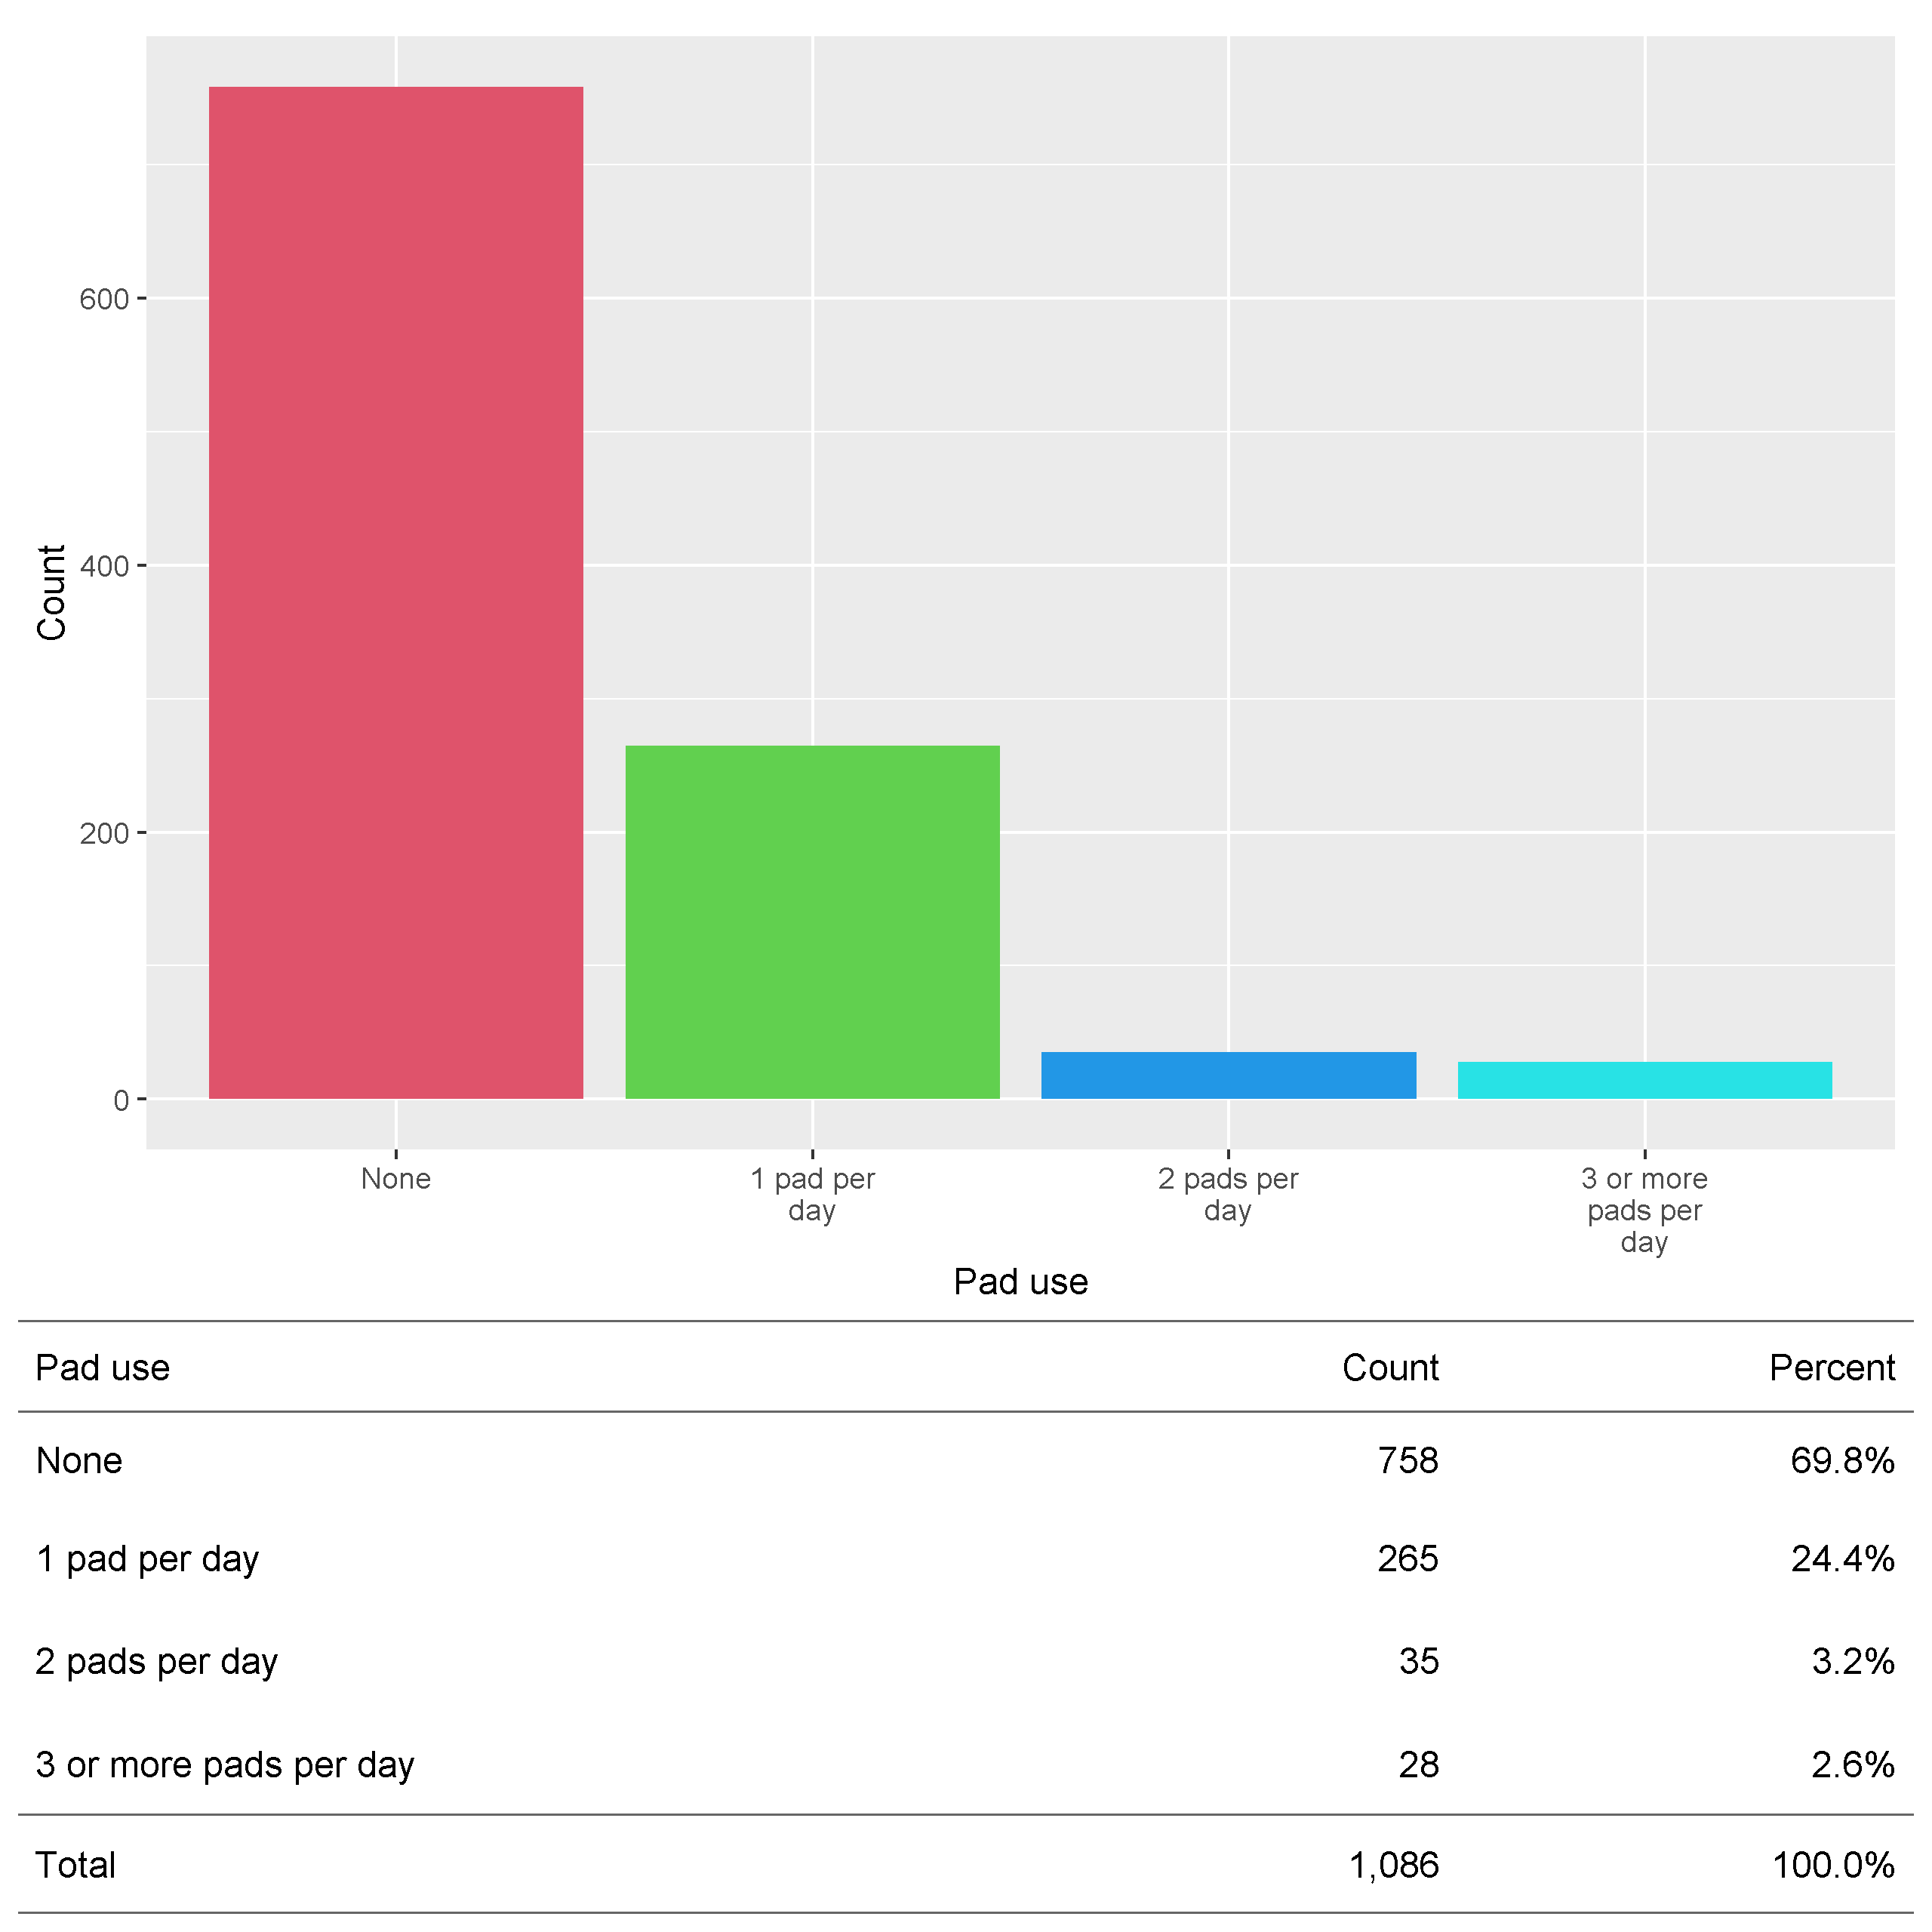 600
400
200
0
Count
None
1 pad per
day
2 pads per
day
3 or more
pads per
day
Pad use
Pad use Count Percent
None 758 69.8%
1 pad per day 265 24.4%
2 pads per day 35 3.2%
3 or more pads per day 28 2.6%
Total 1,086 100.0%